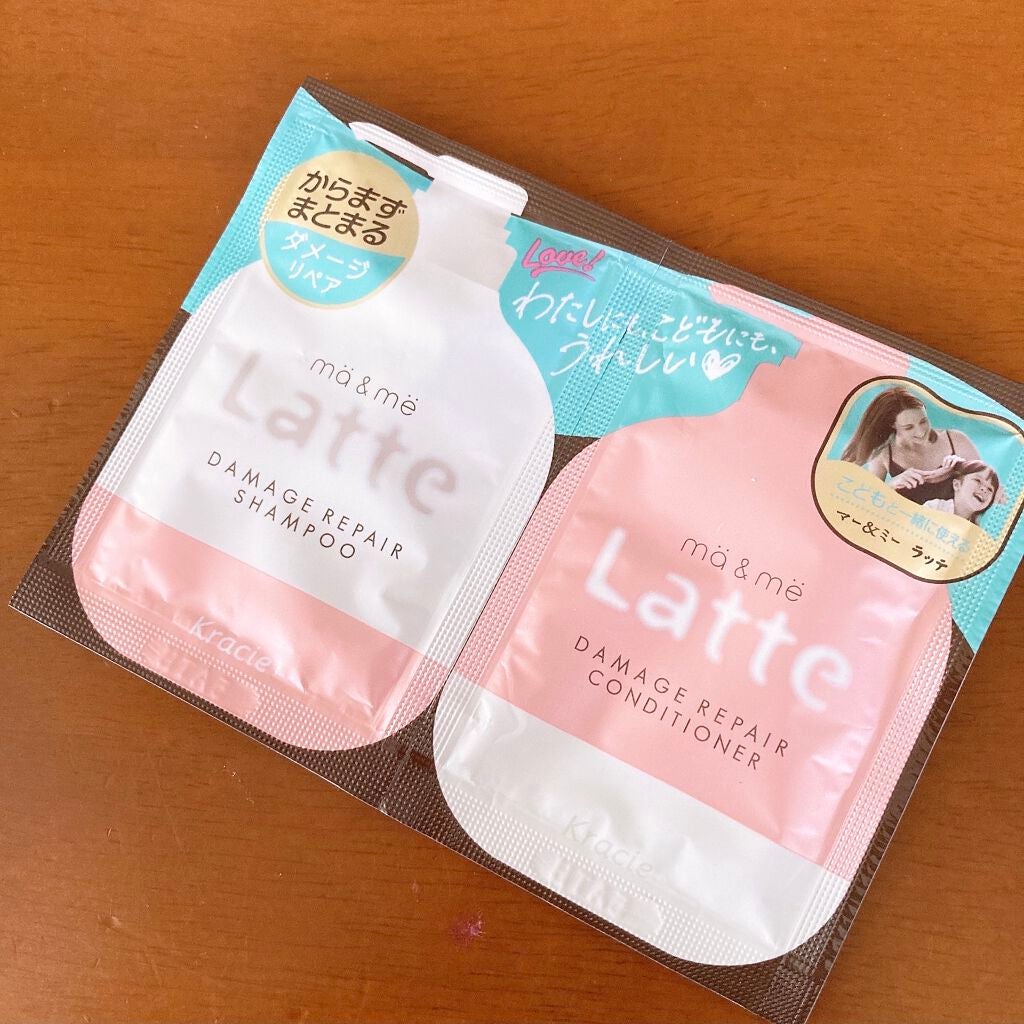 からまず
まとまる
ダメージ
リペア
mä & më
Latte
DAMAGE REPAIR
SHAMPOO
Kracie
Love!
わたしにも、こどもにも、
うれしい
こどもと一緒に使える
マー&ミー ラッテ
mä & më
Latte
DAMAGE REPAIR
CONDITIONER
Kracie